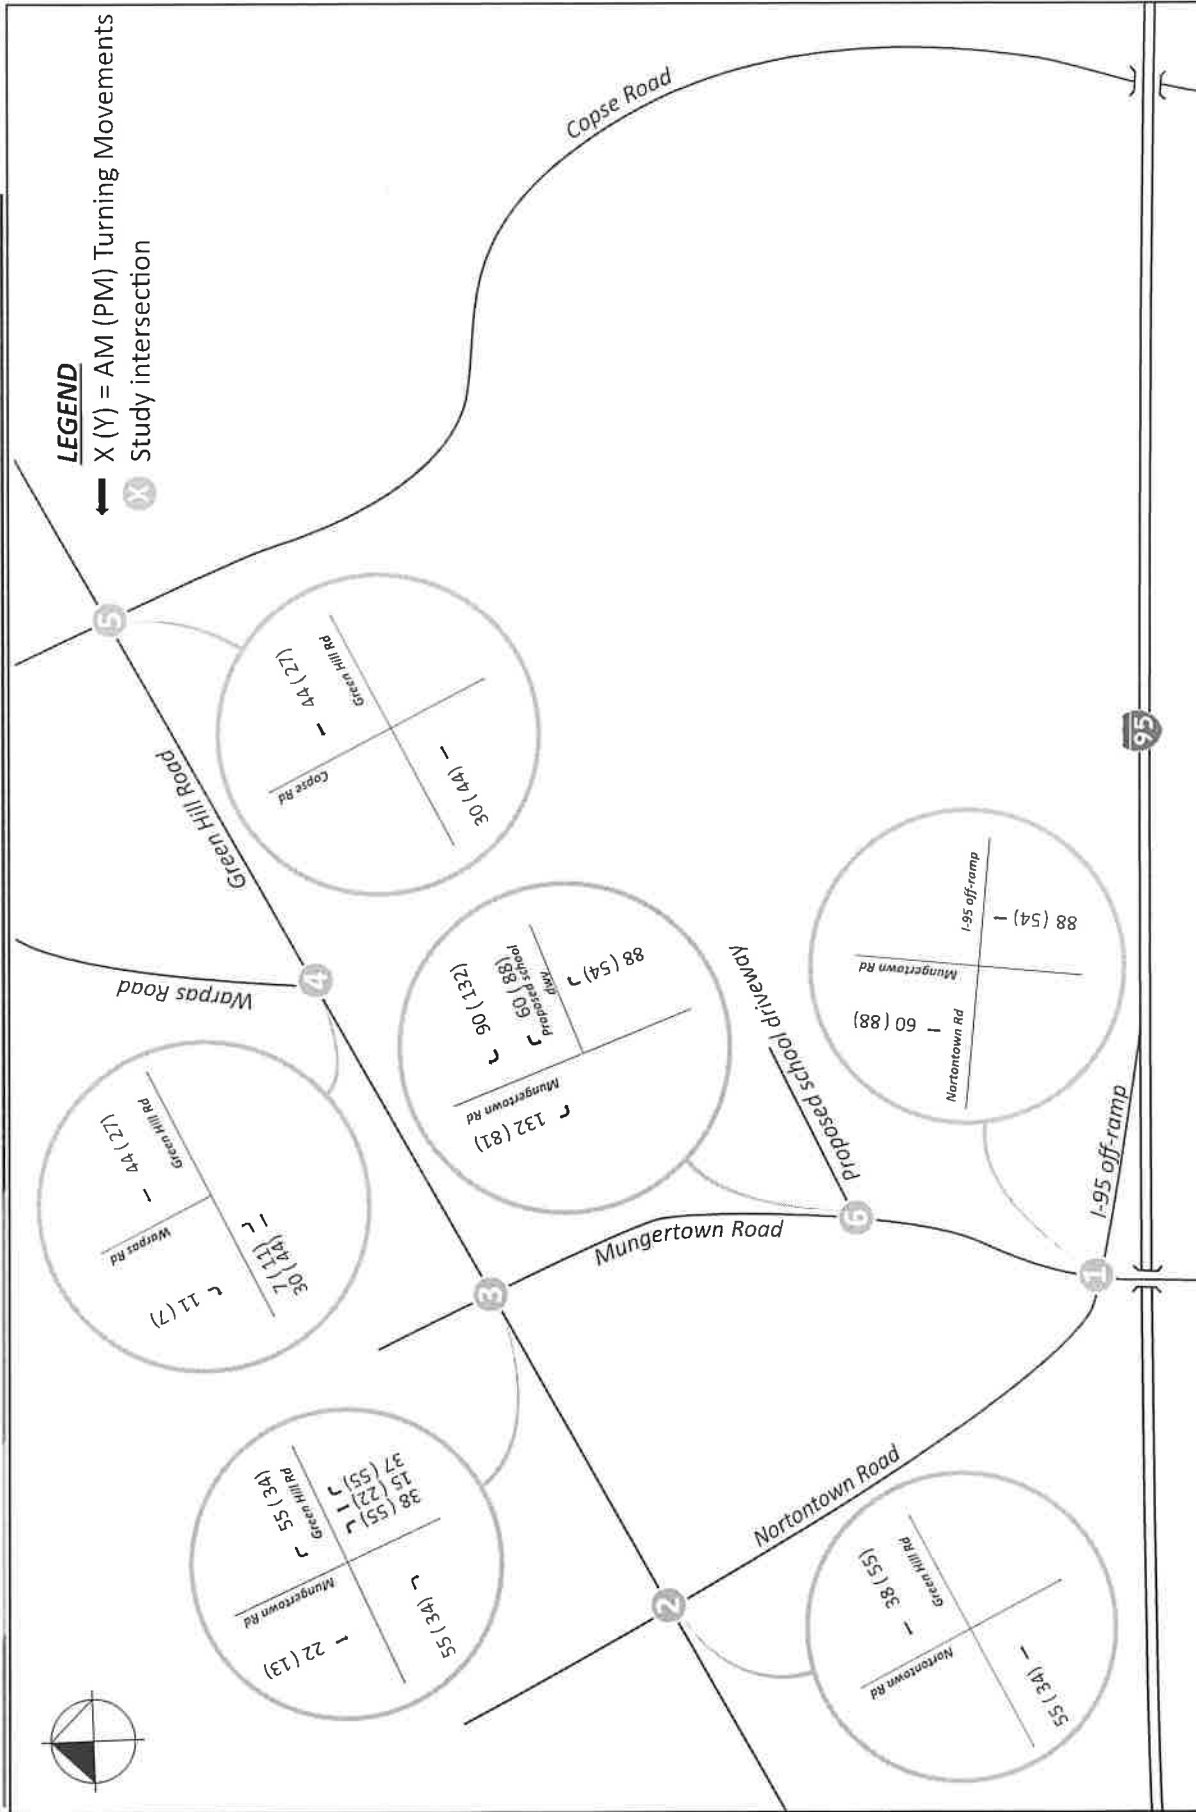 LEGEND
X (Y) = AM (PM) Turning Movements
X
Study intersection
Copse Road
5
Green Hill Road
Copse Rd
44 (27)
Green Hill Rd
30 (44)
Warpas Road
4
Warpas Rd
11 (7)
44 (27)
Green Hill Rd
7 (11)
30 (44)
3
Mungertown Rd
22 (13)
55 (34)
Green Hill Rd
55 (34)
38 (55)
15 (22)
37 (55)
Mungertown Road
Mungertown Rd
132 (81)
90 (132)
60 (88)
Proposed school
dwy
88 (54)
Proposed school driveway
6
2
Nortontown Road
Nortontown Rd
38 (55)
Green Hill Rd
55 (34)
1
I-95 off-ramp
Nortontown Rd
60 (88)
Mungertown Rd
I-95 off-ramp
88 (54)
95